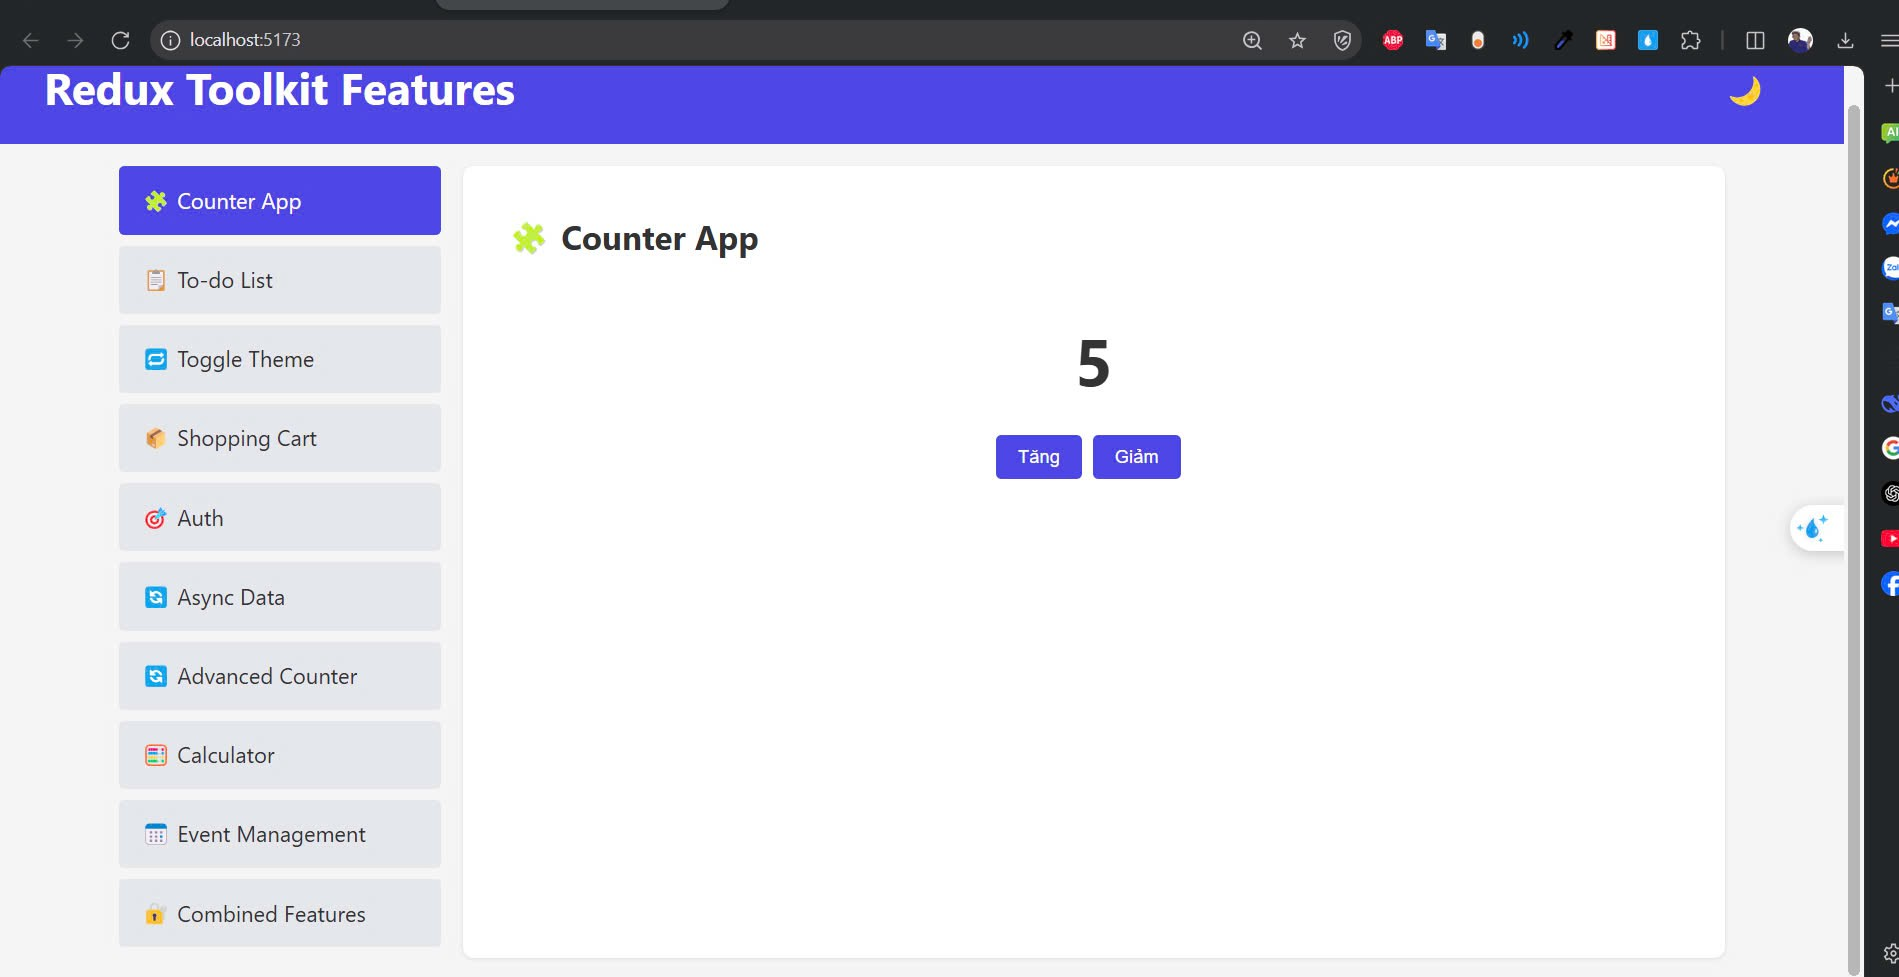 localhost:5173
ABP
Redux Toolkit Features
Counter App
To-do List
Toggle Theme
Shopping Cart
Auth
Async Data
Advanced Counter
Calculator
Event Management
Combined Features
Counter App
5
Tăng
Giảm
AI